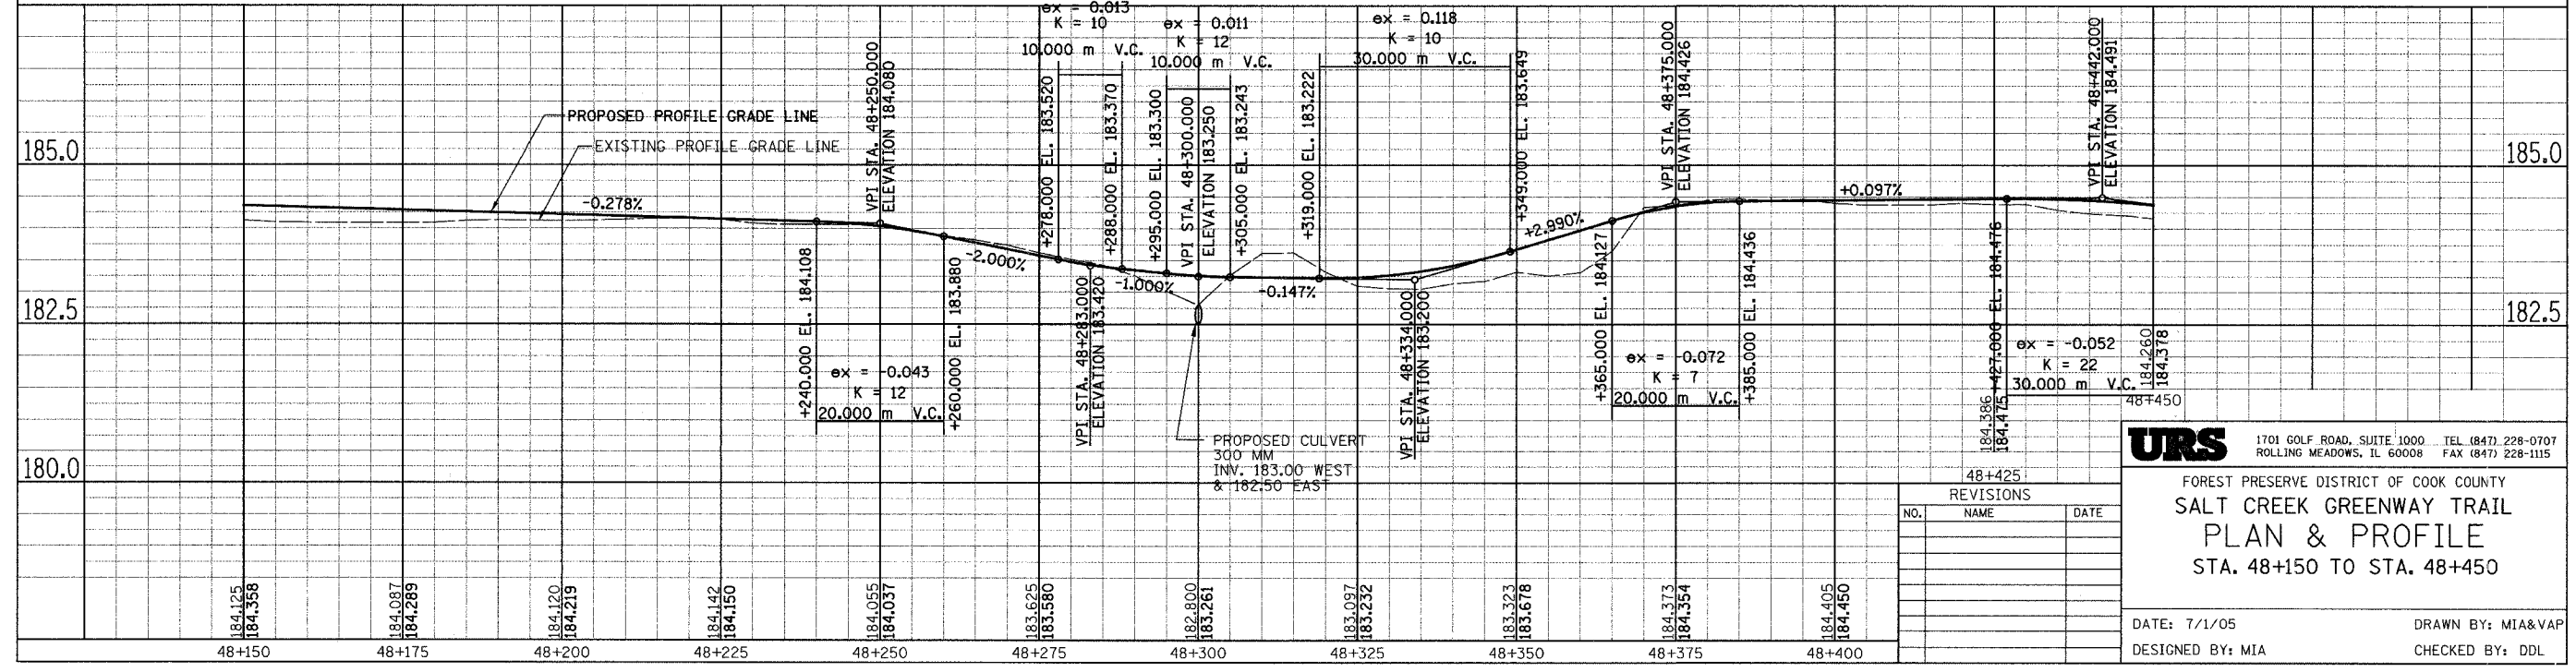 ex = 0.013
K = 10
10.000 m V.C.
ex = 0.011
K = 12
10.000 m V.C.
ex = 0.118
K = 10
30.000 m V.C.
PROPOSED PROFILE GRADE LINE
EXISTING PROFILE GRADE LINE
VPI STA. 48+250.000
ELEVATION 184.080
+278.000 EL. 183.520
+288.000 EL. 183.370
+295.000 EL. 183.300
VPI STA. 48+300.000
ELEVATION 183.250
+305.000 EL. 183.243
+319.000 EL. 183.222
+349.000 EL. 183.649
VPI STA. 48+375.000
ELEVATION 184.426
VPI STA. 48+442.000
ELEVATION 184.491
185.0
185.0
-0.278%
-2.000%
-1.000%
-0.147%
+2.990%
+0.097%
182.5
182.5
+240.000 EL. 184.108
ex = -0.043
K = 12
20.000 m V.C.
+260.000 EL. 183.880
VPI STA. 48+283.000
ELEVATION 183.420
PROPOSED CULVERT
300 MM
INV. 183.00 WEST
& 182.50 EAST
VPI STA. 48+334.000
ELEVATION 183.200
+365.000 EL. 184.127
ex = -0.072
K = 7
20.000 m V.C.
+385.000 EL. 184.436
+427.000 EL. 184.476
ex = -0.052
K = 22
30.000 m V.C.
184.260
184.378
48+450
184.386
184.475
48+425
180.0
184.125
184.358
184.087
184.289
184.120
184.219
184.142
184.150
184.055
184.037
183.625
183.580
182.800
183.261
183.097
183.232
183.323
183.678
184.373
184.354
184.405
184.450
48+150
48+175
48+200
48+225
48+250
48+275
48+300
48+325
48+350
48+375
48+400
REVISIONS
NO. NAME DATE
URS
1701 GOLF ROAD, SUITE 1000 TEL (847) 228-0707
ROLLING MEADOWS, IL 60008 FAX (847) 228-1115
FOREST PRESERVE DISTRICT OF COOK COUNTY
SALT CREEK GREENWAY TRAIL
PLAN & PROFILE
STA. 48+150 TO STA. 48+450
DATE: 7/1/05 DRAWN BY: MIA&VAP
DESIGNED BY: MIA CHECKED BY: DDL